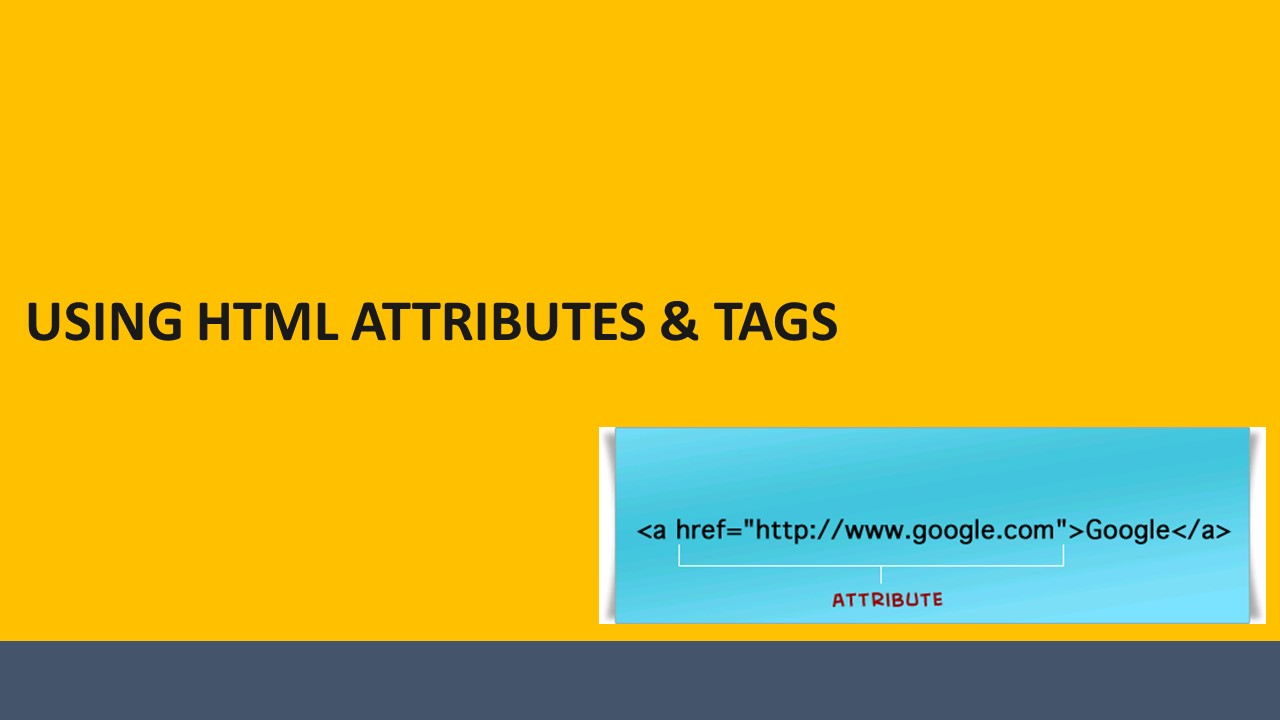 USING HTML ATTRIBUTES & TAGS
<a href="http://www.google.com">Google</a>
ATTRIBUTE